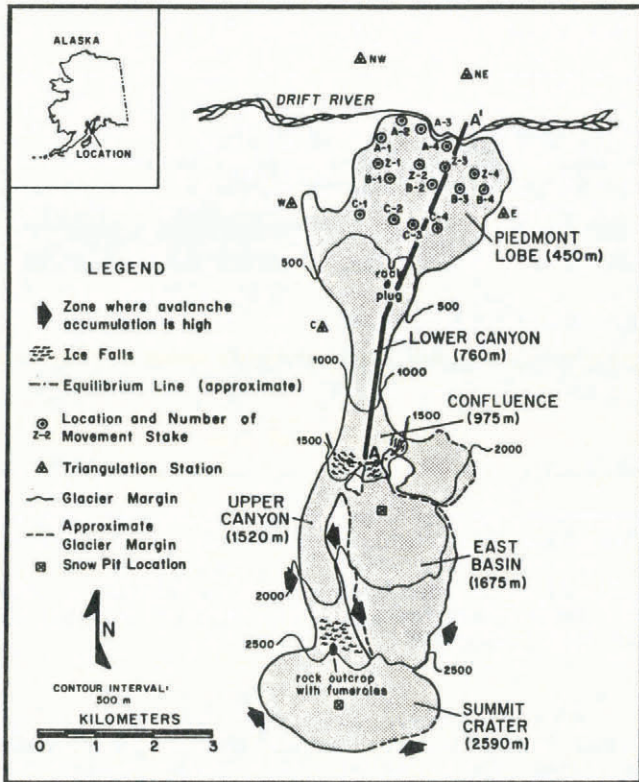 ALASKA
LOCATION
NW
NE
DRIFT RIVER
A'
A-2
A-3
A-1
A-4
Z-1
Z-3
Z-2
Z-4
B-1
B-2
B-3
B-4
W
C-1
C-2
C-3
C-4
E
PIEDMONT
LOBE (450m)
500
rock
plug
500
LEGEND
Zone where avalanche
accumulation is high
Ice Falls
Equilibrium Line (approximate)
Location and Number of
Z-2 Movement Stake
Triangulation Station
Glacier Margin
Approximate
Glacier Margin
Snow Pit Location
C
LOWER CANYON
(760m)
1000
1000
CONFLUENCE
(975m)
1500
1500
A
2000
UPPER
CANYON
(1520m)
EAST
BASIN
(1675m)
2000
2500
2500
rock outcrop
with fumeroles
SUMMIT
CRATER
(2590m)
N
CONTOUR INTERVAL:
500 m
KILOMETERS
0 1 2 3